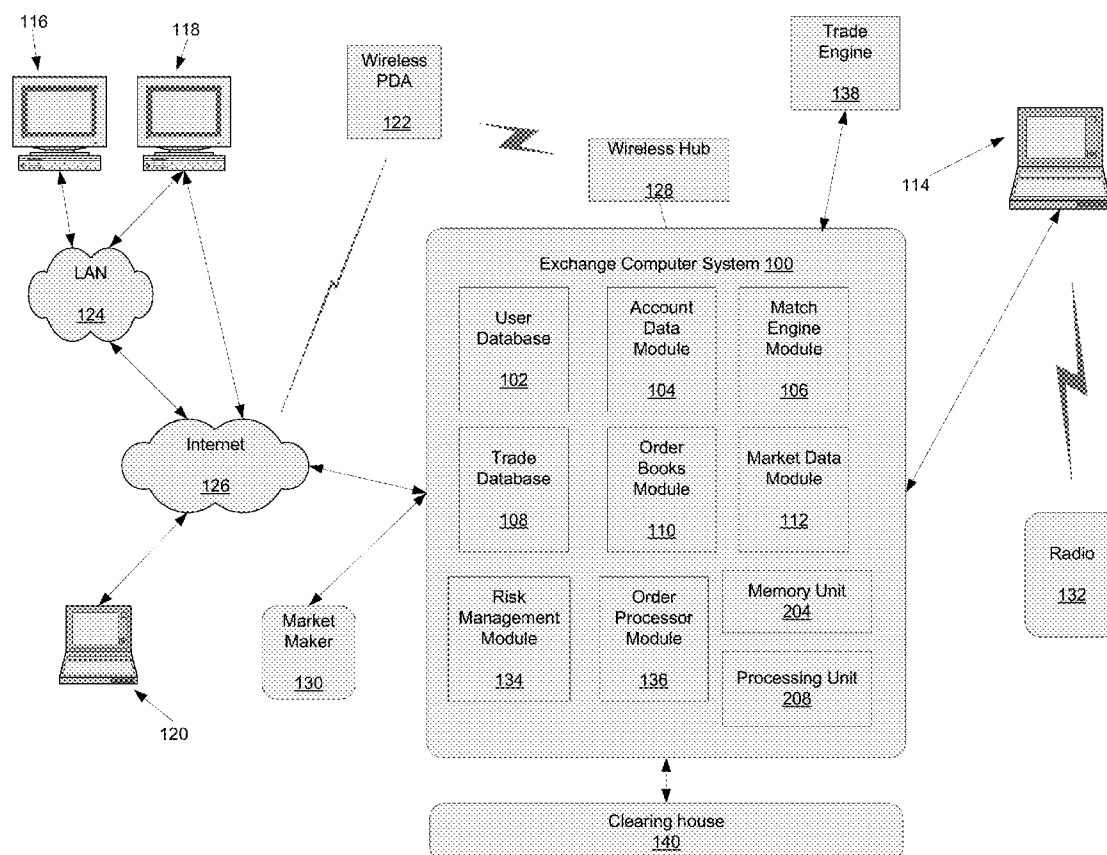 116
118
Wireless
PDA
122
Trade
Engine
138
Wireless Hub
128
114
LAN
124
Exchange Computer System 100
User
Database
102
Account
Data
Module
104
Match
Engine
Module
106
Internet
126
Trade
Database
108
Order
Books
Module
110
Market Data
Module
112
Radio
132
Risk
Management
Module
134
Order
Processor
Module
136
Memory Unit
204
Processing Unit
208
Market
Maker
130
120
Clearing house
140